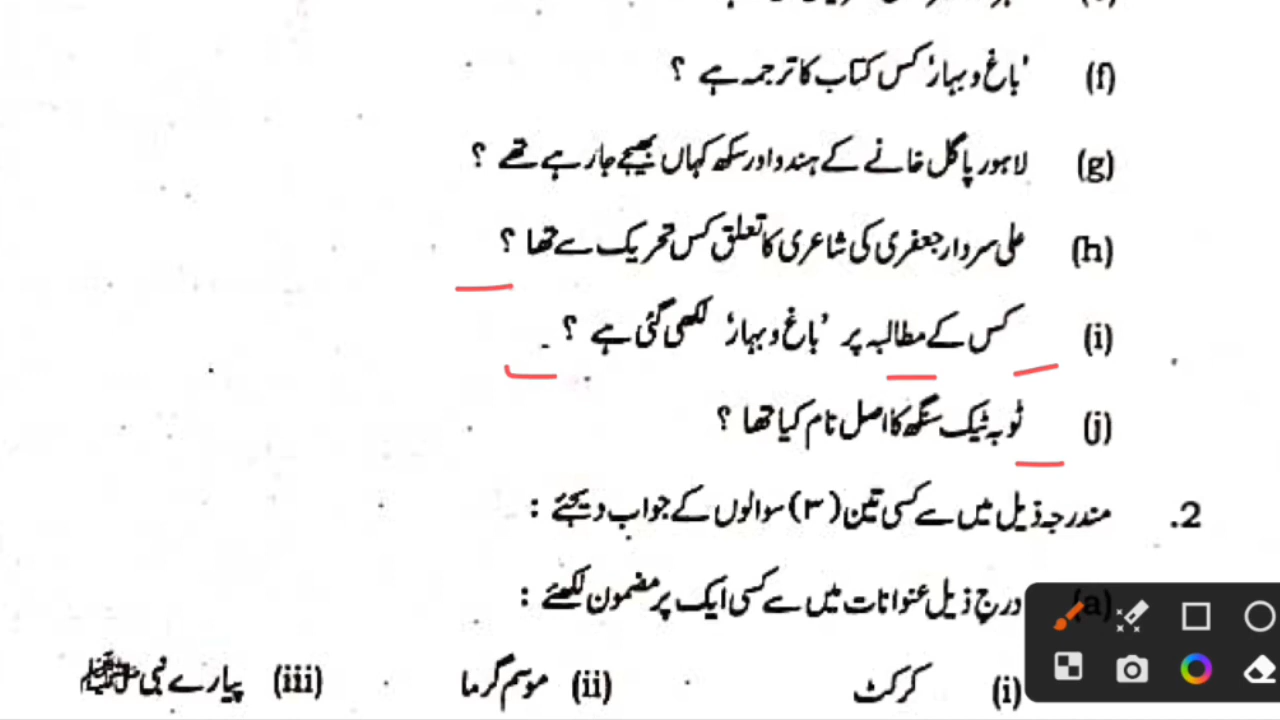 (f) 'باغ و بہار' کس کتاب کا ترجمہ ہے ؟
(g) لاہور پاگل خانے کے ہندو اور سکھ کہاں بھیجے جا رہے تھے ؟
(h) علی سردار جعفری کی شاعری کا تعلق کس تحریک سے تھا ؟
(i) کس کے مطالبہ پر 'باغ و بہار' لکھی گئی ہے ؟
(j) ٹوبہ ٹیک سنگھ کا اصل نام کیا تھا ؟
2. مندرجہ ذیل میں سے کسی تین (۳) سوالوں کے جواب دیجئے :
(a) درج ذیل عنوانات میں سے کسی ایک پر مضمون لکھئے :
(i) کرکٹ (ii) موسم گرما (iii) پیارے نبی ﷺ